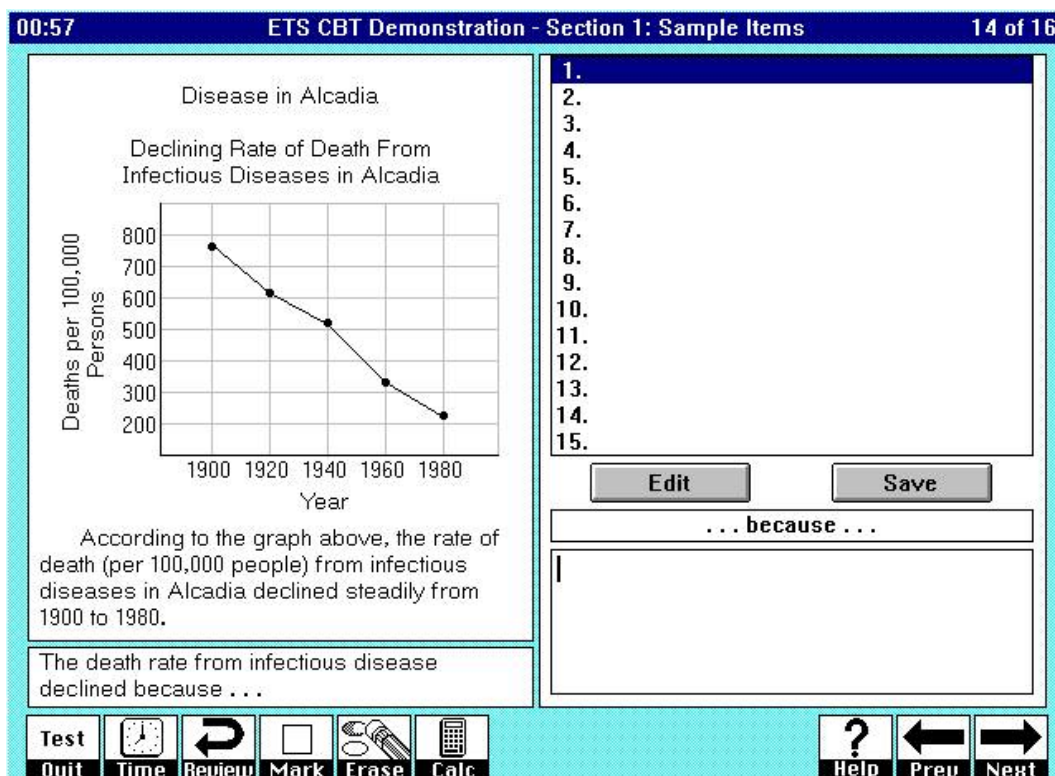 00:57 ETS CBT Demonstration - Section 1: Sample Items 14 of 16
Disease in Alcadia
Declining Rate of Death From
Infectious Diseases in Alcadia
Deaths per 100,000
Persons
800
700
600
500
400
300
200
1900 1920 1940 1960 1980
Year
According to the graph above, the rate of
death (per 100,000 people) from infectious
diseases in Alcadia declined steadily from
1900 to 1980.
The death rate from infectious disease
declined because . . .
1.
2.
3.
4.
5.
6.
7.
8.
9.
10.
11.
12.
13.
14.
15.
Edit Save
. . . because . . .
Test
Quit Time Review Mark Erase Calc ? Help Prev Next